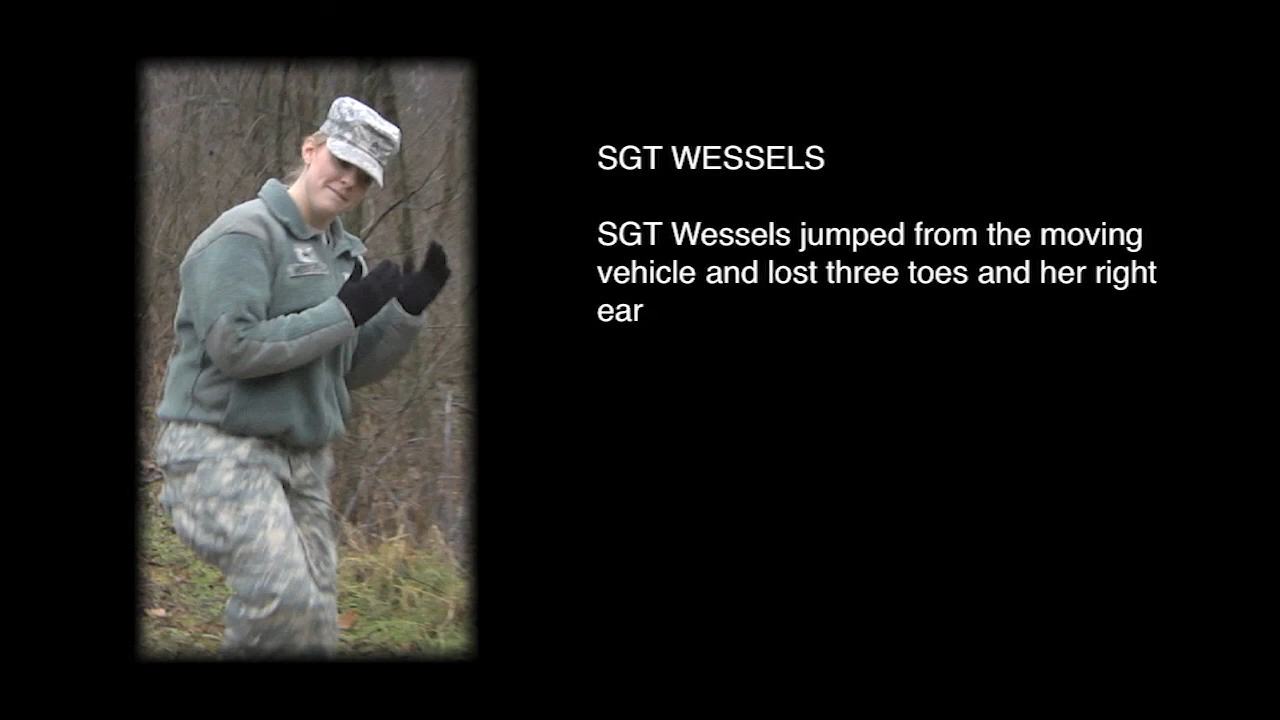 SGT WESSELS
SGT Wessels jumped from the moving
vehicle and lost three toes and her right
ear